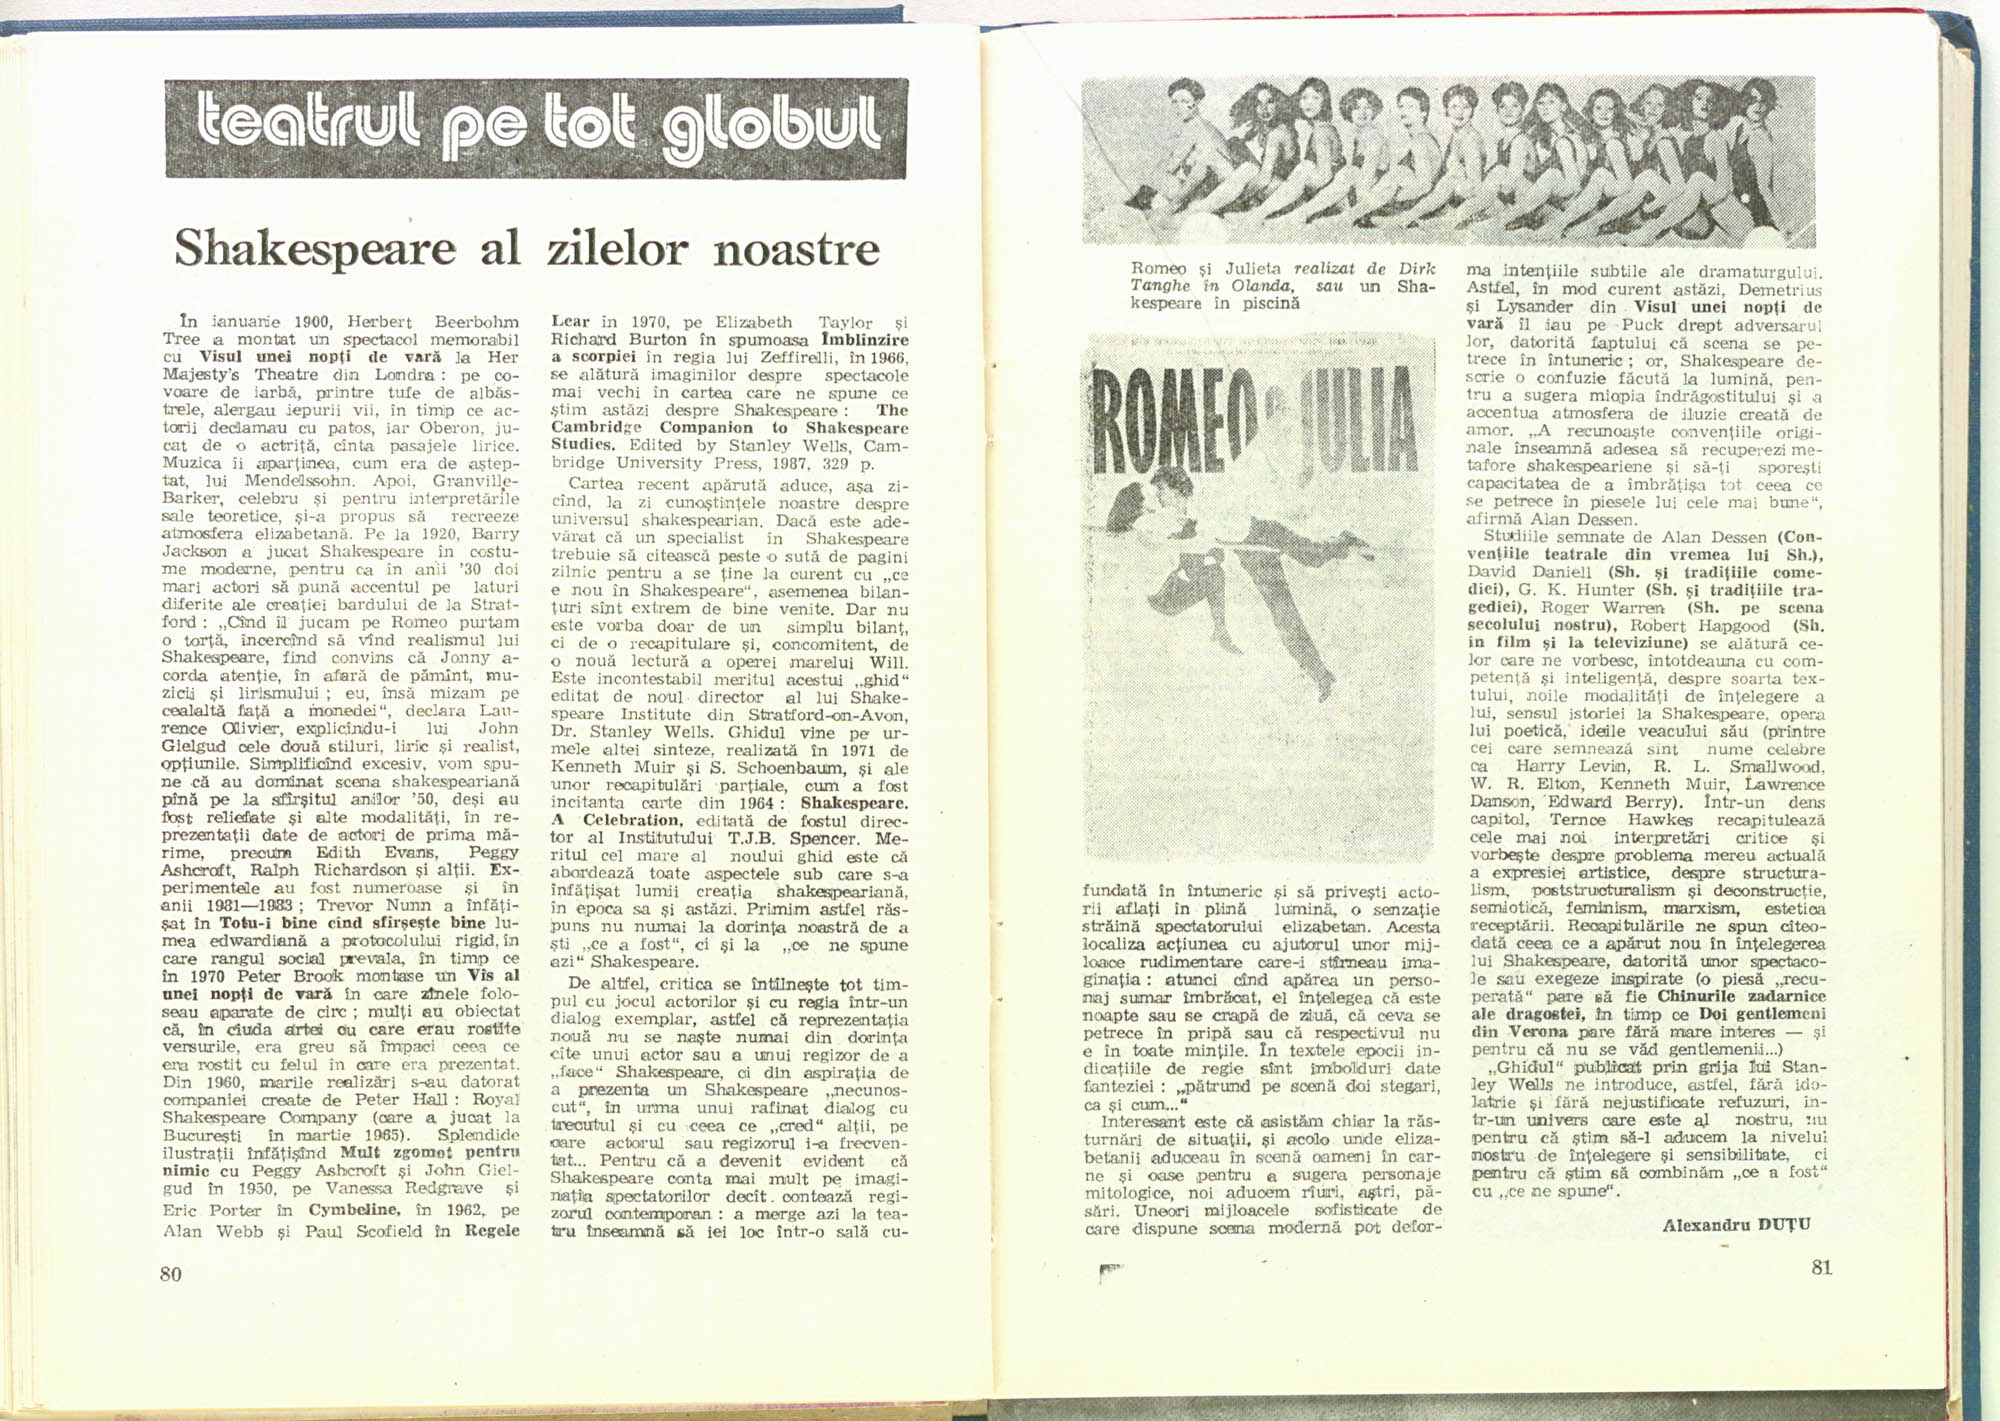 teatrul pe tot globul
Shakespeare al zilelor noastre
În ianuarie 1900, Herbert Beerbohm
Tree a montat un spectacol memorabil
cu Visul unei nopți de vară la Her
Majesty's Theatre din Londra : pe co-
voare de iarbă, printre tufe de albăs-
trele, alergau iepurii vii, în timp ce ac-
torii declamau cu patos, iar Oberon, ju-
cat de o actriță, cînta pasajele lirice.
Muzica îi aparținea, cum era de aștep-
tat, lui Mendelssohn. Apoi, Granville-
Barker, celebru și pentru interpretările
sale teoretice, și-a propus să recreeze
atmosfera elizabetană. Pe la 1920, Barry
Jackson a jucat Shakespeare în costu-
me moderne, pentru ca în anii '30 doi
mari actori să pună accentul pe laturi
diferite ale creației bardului de la Strat-
ford : „Cînd îl jucam pe Romeo purtam
o torță, încercînd să vînd realismul lui
Shakespeare, fiind convins că Jonny a-
corda atenție, în afară de pămînt, mu-
zicii și lirismului ; eu, însă mizam pe
cealaltă față a monedei“, declara Lau-
rence Olivier, explicîndu-i lui John
Gielgud cele două stiluri, liric și realist,
opțiunile. Simplificînd excesiv, vom spu-
ne că au dominat scena shakespeariană
pînă pe la sfîrșitul anilor '50, deși au
fost reliefate și alte modalități, în re-
prezentații date de actori de prima mă-
rime, precum Edith Evans, Peggy
Ashcroft, Ralph Richardson și alții. Ex-
perimentele au fost numeroase și în
anii 1981—1983 ; Trevor Nunn a înfăți-
șat în Totu-i bine cînd sfîrșește bine lu-
mea edwardiană a protocolului rigid, în
care rangul social prevala, în timp ce
în 1970 Peter Brook montase un Vis al
unei nopți de vară în care zînele folo-
seau aparate de circ ; mulți au obiectat
că, în ciuda artei cu care erau rostite
versurile, era greu să împaci ceea ce
era rostit cu felul în care era prezentat.
Din 1960, marile realizări s-au datorat
companiei create de Peter Hall : Royal
Shakespeare Company (care a jucat la
București în martie 1965). Splendide
ilustrații înfățișînd Mult zgomot pentru
nimic cu Peggy Ashcroft și John Giel-
gud în 1950, pe Vanessa Redgrave și
Eric Porter în Cymbeline, în 1962, pe
Alan Webb și Paul Scofield în Regele
80
Lear în 1970, pe Elizabeth Taylor și
Richard Burton în spumoasa Îmblînzire
a scorpiei în regia lui Zeffirelli, în 1966,
se alătură imaginilor despre spectacole
mai vechi în cartea care ne spune ce
știm astăzi despre Shakespeare : The
Cambridge Companion to Shakespeare
Studies. Edited by Stanley Wells, Cam-
bridge University Press, 1987, 329 p.
Cartea recent apărută aduce, așa zi-
cînd, la zi cunoștințele noastre despre
universul shakespearian. Dacă este ade-
vărat că un specialist în Shakespeare
trebuie să citească peste o sută de pagini
zilnic pentru a se ține la curent cu „ce
e nou în Shakespeare“, asemenea bilan-
țuri sînt extrem de bine venite. Dar nu
este vorba doar de un simplu bilanț,
ci de o recapitulare și, concomitent, de
o nouă lectură a operei marelui Will.
Este incontestabil meritul acestui „ghid“
editat de noul director al lui Shake-
speare Institute din Stratford-on-Avon,
Dr. Stanley Wells. Ghidul vine pe ur-
mele altei sinteze, realizată în 1971 de
Kenneth Muir și S. Schoenbaum, și ale
unor recapitulări parțiale, cum a fost
incitanta carte din 1964 : Shakespeare.
A Celebration, editată de fostul direc-
tor al Institutului T.J.B. Spencer. Me-
ritul cel mare al noului ghid este că
abordează toate aspectele sub care s-a
înfățișat lumii creația shakespeariană,
în epoca sa și astăzi. Primim astfel răs-
puns nu numai la dorința noastră de a
ști „ce a fost“, ci și la „ce ne spune
azi“ Shakespeare.
De altfel, critica se întîlnește tot tim-
pul cu jocul actorilor și cu regia într-un
dialog exemplar, astfel că reprezentația
nouă nu se naște numai din dorința
cîte unui actor sau a unui regizor de a
„face“ Shakespeare, ci din aspirația de
a prezenta un Shakespeare „necunos-
cut“, în urma unui rafinat dialog cu
trecutul și cu ceea ce „cred“ alții, pe
care actorul sau regizorul i-a frecven-
tat... Pentru că a devenit evident că
Shakespeare conta mai mult pe imagi-
nația spectatorilor decît contează regi-
zorul contemporan : a merge azi la tea-
tru înseamnă să iei loc într-o sală cu-
Romeo și Julieta realizat de Dirk
Tanghe în Olanda, sau un Sha-
kespeare în piscină
ROMEO & JULIA
fundată în întuneric și să privești acto-
rii aflați în plină lumină, o senzație
străină spectatorului elizabetan. Acesta
localiza acțiunea cu ajutorul unor mij-
loace rudimentare care-i stîrneau ima-
ginația : atunci cînd apărea un perso-
naj sumar îmbrăcat, el înțelegea că este
noapte sau se crapă de ziuă, că ceva se
petrece în pripă sau că respectivul nu
e în toate mințile. În textele epocii in-
dicațiile de regie sînt imbolduri date
fanteziei : „pătrund pe scenă doi stegari,
ca și cum...“
Interesant este că asistăm chiar la răs-
turnări de situații, și acolo unde eliza-
betanii aduceau în scenă oameni în car-
ne și oase pentru a sugera personaje
mitologice, noi aducem rîuri, aștri, pă-
sări. Uneori mijloacele sofisticate de
care dispune scena modernă pot defor-
ma intențiile subtile ale dramaturgului.
Astfel, în mod curent astăzi, Demetrius
și Lysander din Visul unei nopți de
vară îl iau pe Puck drept adversarul
lor, datorită faptului că scena se pe-
trece în întuneric ; or, Shakespeare de-
scrie o confuzie făcută la lumină, pen-
tru a sugera miopia îndrăgostitului și a
accentua atmosfera de iluzie creată de
amor. „A recunoaște convențiile origi-
nale înseamnă adesea să recuperezi me-
tafore shakespeariene și să-ți sporești
capacitatea de a îmbrățișa tot ceea ce
se petrece în piesele lui cele mai bune“,
afirmă Alan Dessen.
Studiile semnate de Alan Dessen (Con-
vențiile teatrale din vremea lui Sh.),
David Daniell (Sh. și tradițiile come-
diei), G. K. Hunter (Sh. și tradițiile tra-
gediei), Roger Warren (Sh. pe scena
secolului nostru), Robert Hapgood (Sh.
în film și la televiziune) se alătură ce-
lor care ne vorbesc, întotdeauna cu com-
petență și inteligență, despre soarta tex-
tului, noile modalități de înțelegere a
lui, sensul istoriei la Shakespeare, opera
lui poetică, ideile veacului său (printre
cei care semnează sînt nume celebre
ca Harry Levin, R. L. Smallwood,
W. R. Elton, Kenneth Muir, Lawrence
Danson, Edward Berry). Într-un dens
capitol, Ternce Hawkes recapitulează
cele mai noi interpretări critice și
vorbește despre problema mereu actuală
a expresiei artistice, despre structura-
lism, poststructuralism și deconstrucție,
semiotică, feminism, marxism, estetica
receptării. Recapitulările ne spun cîteo-
dată ceea ce a apărut nou în înțelegerea
lui Shakespeare, datorită unor spectaco-
le sau exegeze inspirate (o piesă „recu-
perată“ pare să fie Chinurile zadarnice
ale dragostei, în timp ce Doi gentlemeni
din Verona pare fără mare interes — și
pentru că nu se văd gentlemenii...)
„Ghidul“ publicat prin grija lui Stan-
ley Wells ne introduce, astfel, fără ido-
latrie și fără nejustificate refuzuri, în-
tr-un univers care este al nostru, nu
pentru că știm să-l aducem la nivelul
nostru de înțelegere și sensibilitate, ci
pentru că știm să combinăm „ce a fost“
cu „ce ne spune“.
Alexandru DUȚU
81